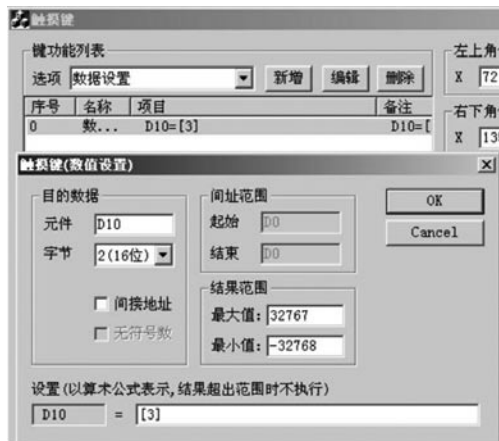 触摸键
键功能列表
选项 数据设置 新增 编辑 删除
序号 名称 项目 备注
0 数... D10=[3] D10=[
左上角
X 72
右下角
X 13
触摸键(数值设置)
目的数据
元件 D10
字节 2(16位)
间接地址
无符号数
间址范围
起始 D0
结束 D0
结果范围
最大值: 32767
最小值: -32768
OK
Cancel
设置(以算术公式表示,结果超出范围时不执行)
D10 = [3]